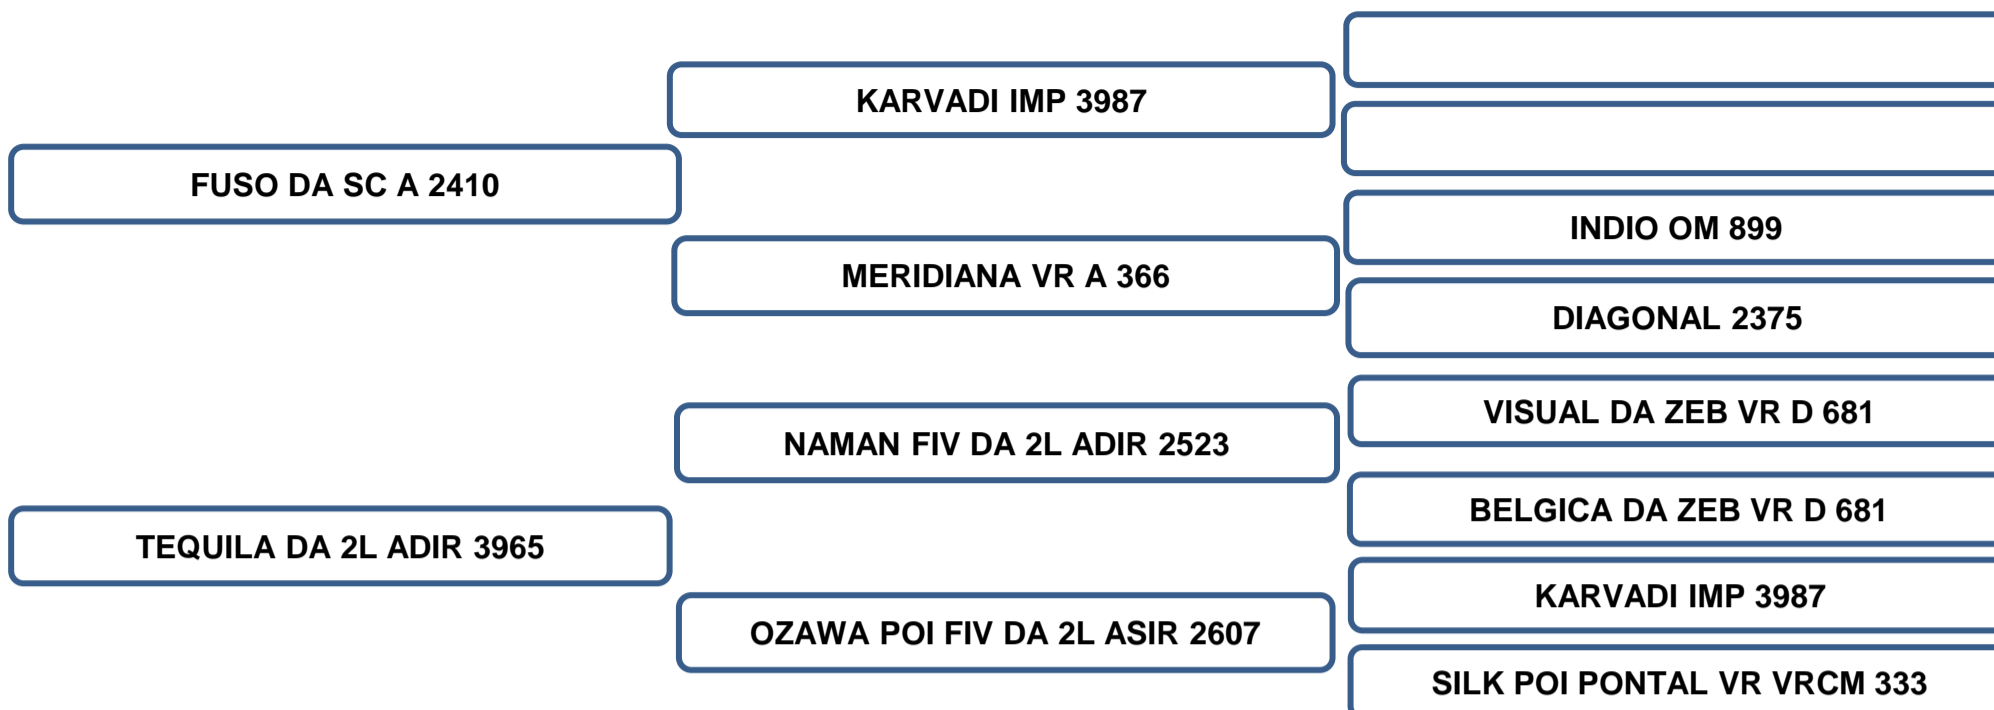 KARVADI IMP 3987
FUSO DA SC A 2410
INDIO OM 899
MERIDIANA VR A 366
DIAGONAL 2375
VISUAL DA ZEB VR D 681
NAMAN FIV DA 2L ADIR 2523
BELGICA DA ZEB VR D 681
TEQUILA DA 2L ADIR 3965
KARVADI IMP 3987
OZAWA POI FIV DA 2L ASIR 2607
SILK POI PONTAL VR VRCM 333